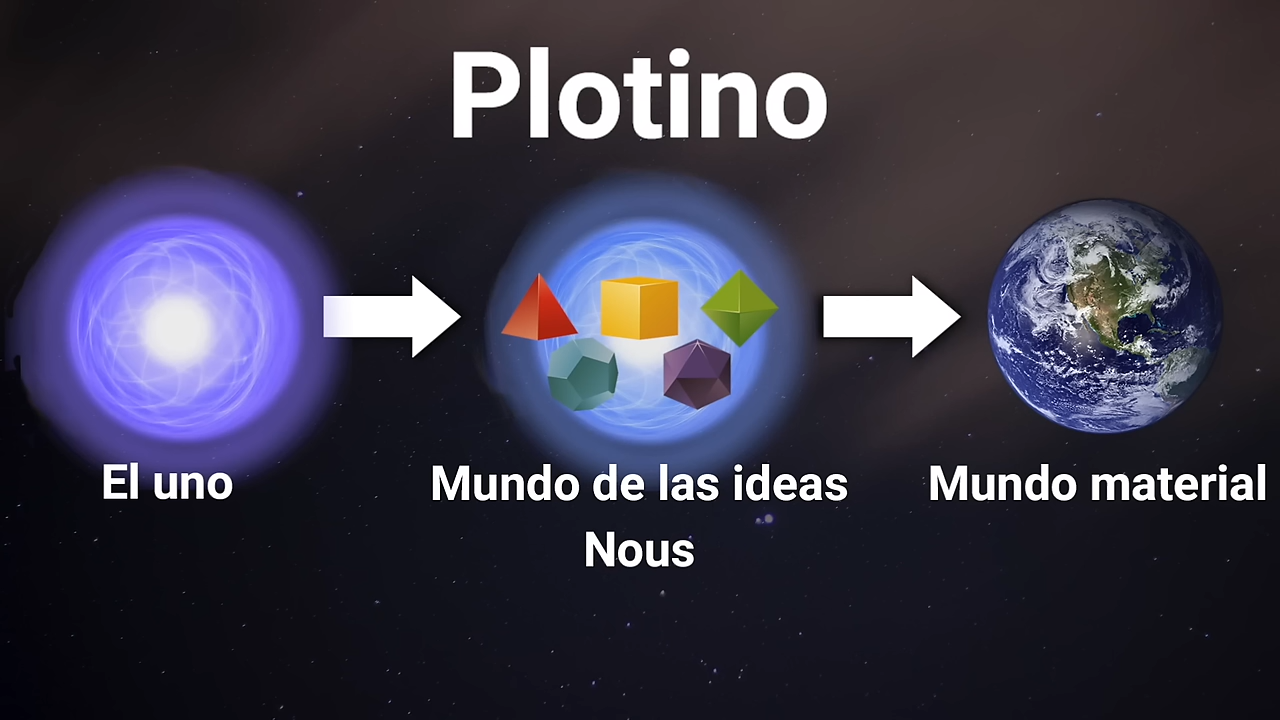 Plotino
El uno
Mundo de las ideas
Nous
Mundo material